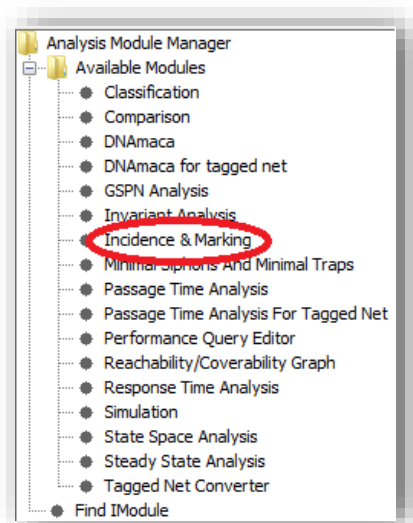 Analysis Module Manager
Available Modules
Classification
Comparison
DNAmaca
DNAmaca for tagged net
GSPN Analysis
Invariant Analysis
Incidence & Marking
Minimal Siphons And Minimal Traps
Passage Time Analysis
Passage Time Analysis For Tagged Net
Performance Query Editor
Reachability/Coverability Graph
Response Time Analysis
Simulation
State Space Analysis
Steady State Analysis
Tagged Net Converter
Find IModule